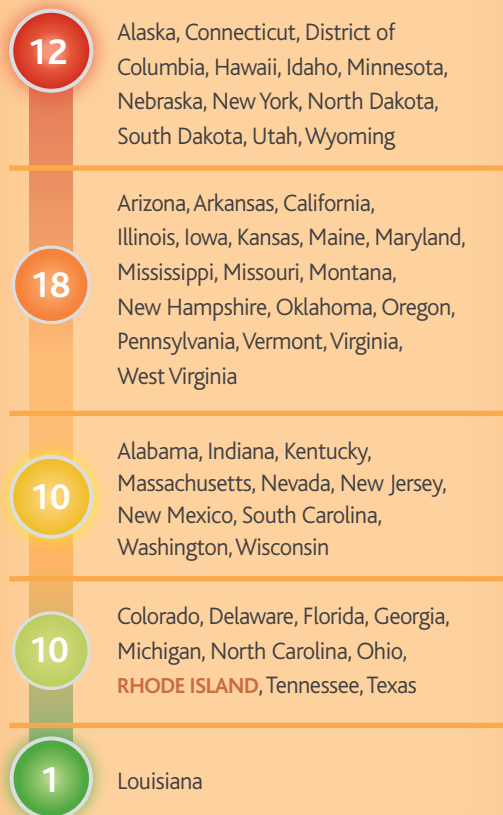 12
Alaska, Connecticut, District of
Columbia, Hawaii, Idaho, Minnesota,
Nebraska, New York, North Dakota,
South Dakota, Utah, Wyoming
18
Arizona, Arkansas, California,
Illinois, Iowa, Kansas, Maine, Maryland,
Mississippi, Missouri, Montana,
New Hampshire, Oklahoma, Oregon,
Pennsylvania, Vermont, Virginia,
West Virginia
10
Alabama, Indiana, Kentucky,
Massachusetts, Nevada, New Jersey,
New Mexico, South Carolina,
Washington, Wisconsin
10
Colorado, Delaware, Florida, Georgia,
Michigan, North Carolina, Ohio,
RHODE ISLAND, Tennessee, Texas
1
Louisiana